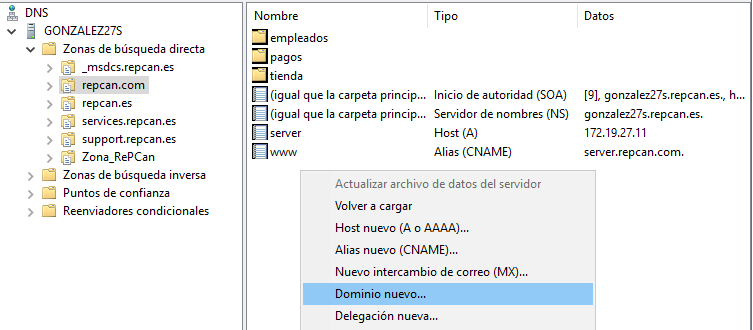 DNS
GONZALEZ27S
Zonas de búsqueda directa
_msdcs.repcan.es
repcan.com
repcan.es
services.repcan.es
support.repcan.es
Zona_RePCan
Zonas de búsqueda inversa
Puntos de confianza
Reenviadores condicionales
Nombre Tipo Datos
empleados
pagos
tienda
(igual que la carpeta princip... Inicio de autoridad (SOA) [9], gonzalez27s.repcan.es., h...
(igual que la carpeta princip... Servidor de nombres (NS) gonzalez27s.repcan.es.
server Host (A) 172.19.27.11
www Alias (CNAME) server.repcan.com.
Actualizar archivo de datos del servidor
Volver a cargar
Host nuevo (A o AAAA)...
Alias nuevo (CNAME)...
Nuevo intercambio de correo (MX)...
Dominio nuevo...
Delegación nueva...